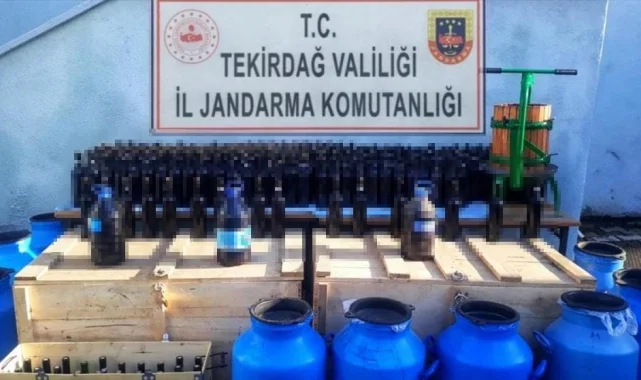 T.C.
TEKİRDAĞ VALİLİĞİ
İL JANDARMA KOMUTANLIĞI